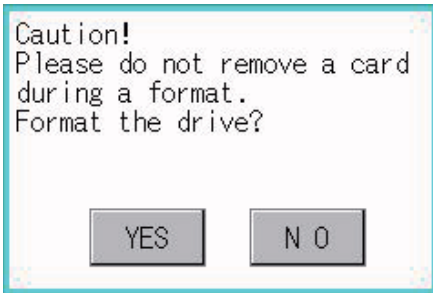 Caution!
Please do not remove a card
during a format.
Format the drive?
YES
N O